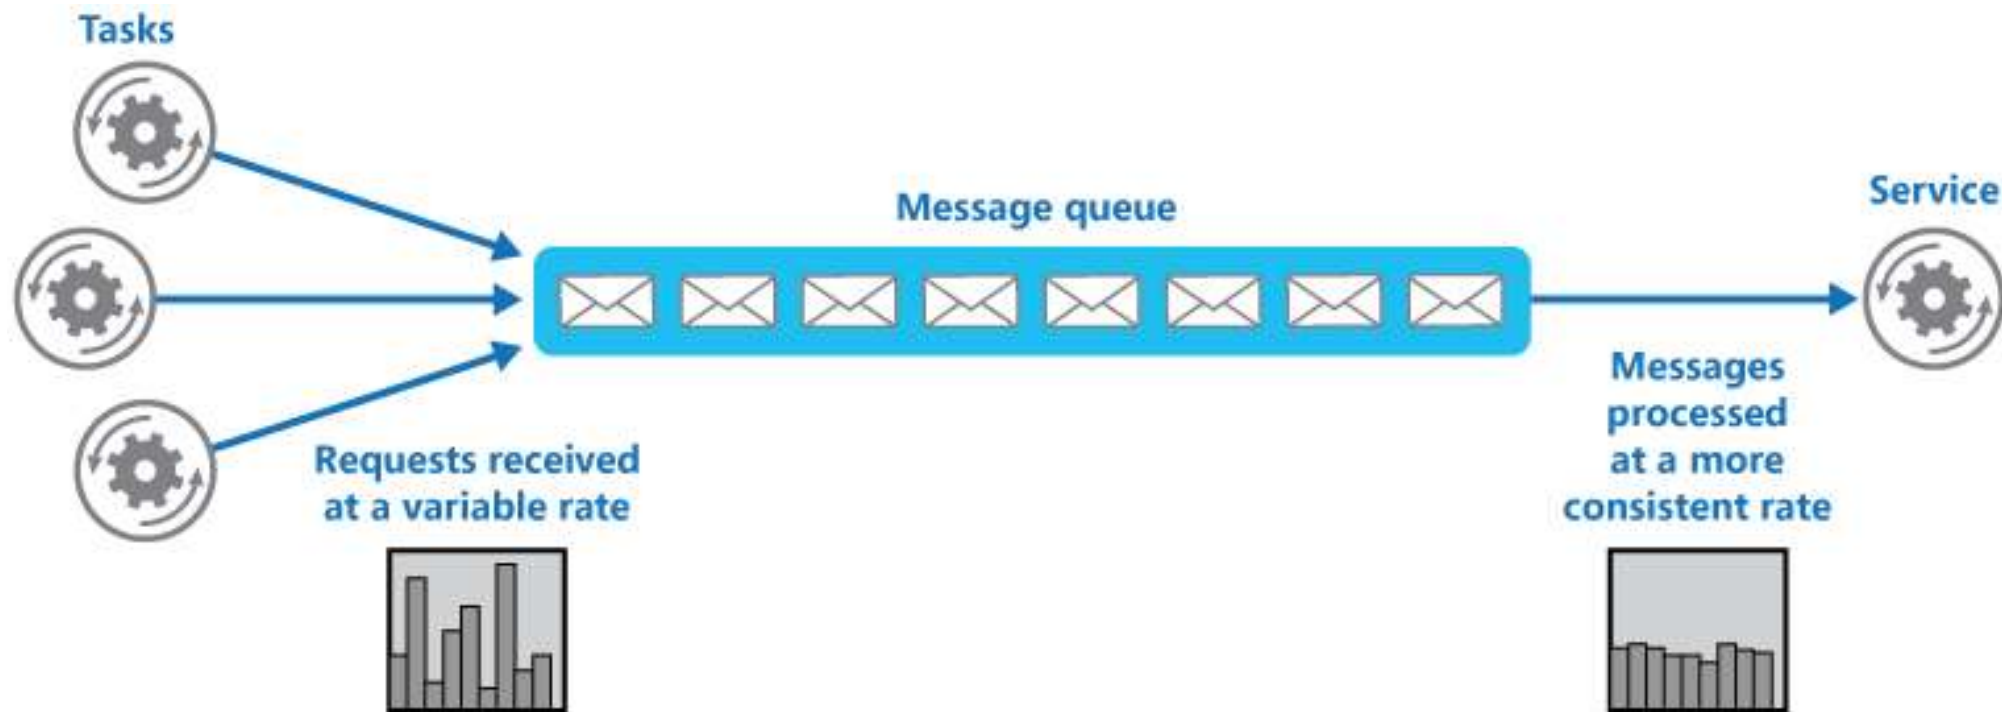 Tasks
Message queue
Service
Requests received
at a variable rate
Messages
processed
at a more
consistent rate